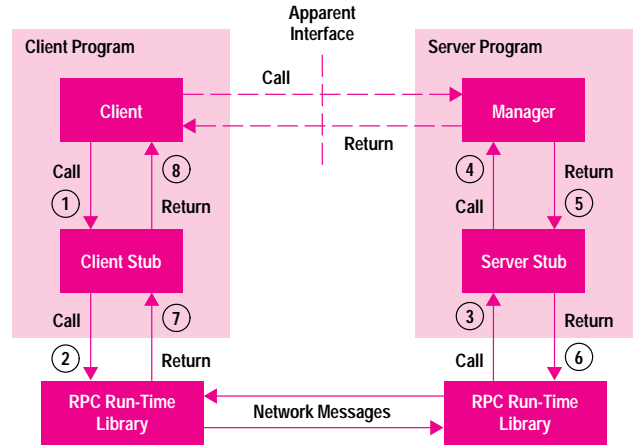 Apparent
Interface
Client Program
Server Program
Call
Client
Manager
Return
Call
8
4
Return
1
Return
Call
5
Client Stub
Server Stub
Call
7
3
Return
2
Return
Call
6
RPC Run-Time
Library
Network Messages
RPC Run-Time
Library